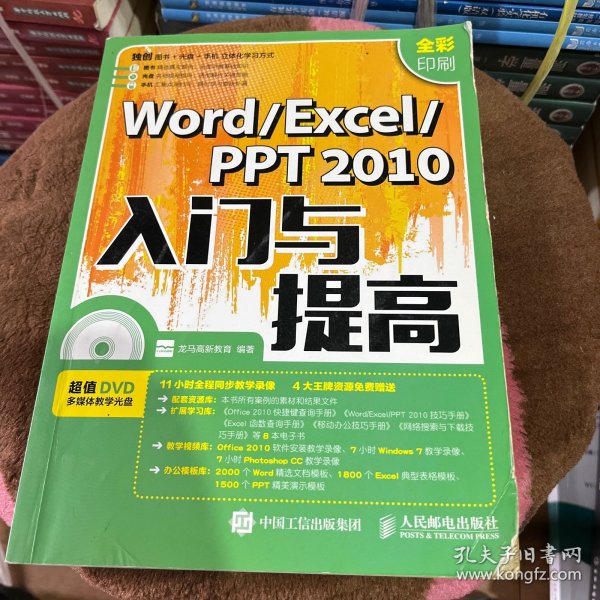 独创 图书 + 光盘 + 手机 立体化学习方式
全彩
印刷
图书
光盘
手机
Word/Excel/
PPT 2010
入门与
提高
龙马高新教育 编著
超值 DVD
多媒体教学光盘
11小时全程同步教学录像 4大王牌资源免费赠送
配套资源库：本书所有案例的素材和结果文件
扩展学习库：《Office 2010 快捷键查询手册》《Word/Excel/PPT 2010 技巧手册》
《Excel 函数查询手册》《移动办公技巧手册》《网络搜索与下载技
巧手册》等 8 本电子书
教学视频库：Office 2010 软件安装教学录像、7 小时 Windows 7 教学录像、
7 小时 Photoshop CC 教学录像
办公模板库：2000 个 Word 精选文档模板、1800 个 Excel 典型表格模板、
1500 个 PPT 精美演示模板
中国工信出版集团
人民邮电出版社
POSTS & TELECOM PRESS
孔夫子旧书网
www.kongfz.com